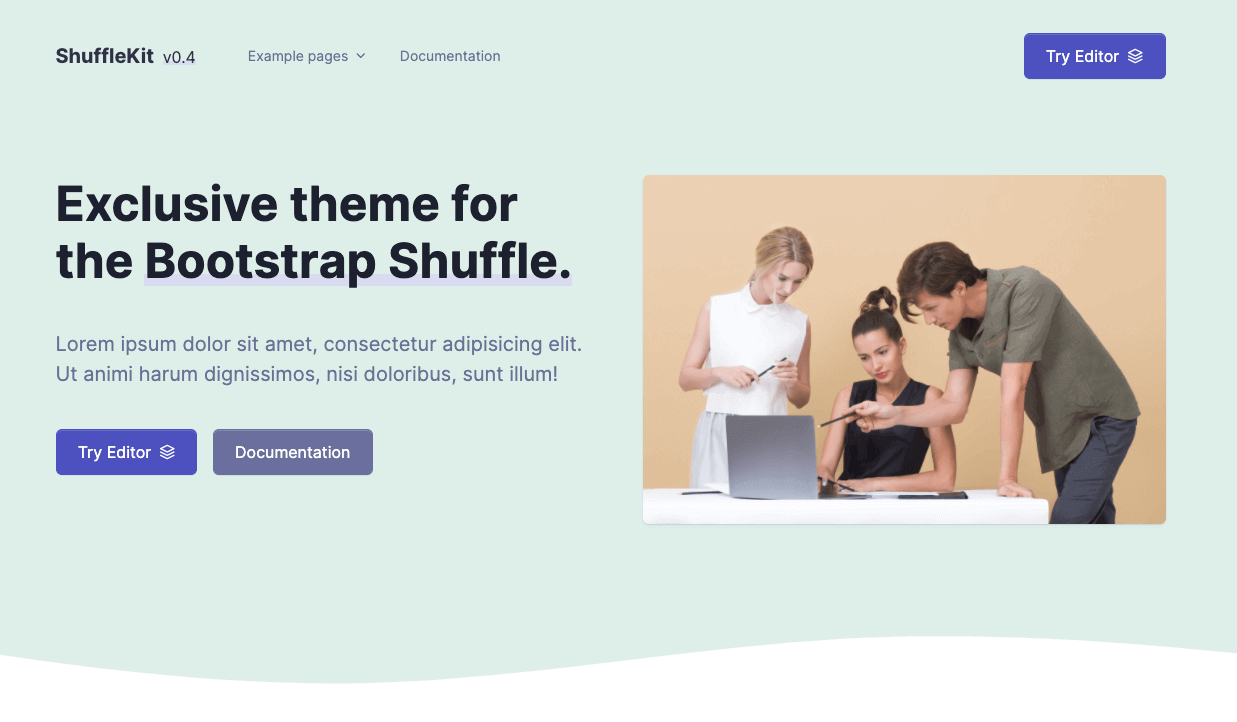 ShuffleKit v0.4 Example pages Documentation Try Editor
Exclusive theme for
the Bootstrap Shuffle.
Lorem ipsum dolor sit amet, consectetur adipisicing elit.
Ut animi harum dignissimos, nisi doloribus, sunt illum!
Try Editor Documentation